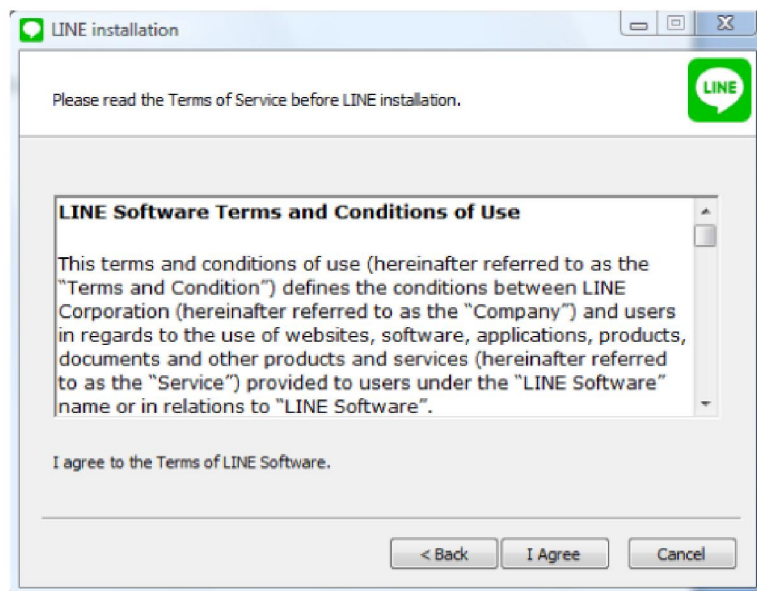 LINE installation
Please read the Terms of Service before LINE installation.
LINE
LINE Software Terms and Conditions of Use
This terms and conditions of use (hereinafter referred to as the
"Terms and Condition") defines the conditions between LINE
Corporation (hereinafter referred to as the "Company") and users
in regards to the use of websites, software, applications, products,
documents and other products and services (hereinafter referred
to as the "Service") provided to users under the "LINE Software"
name or in relations to "LINE Software".
I agree to the Terms of LINE Software.
< Back
I Agree
Cancel